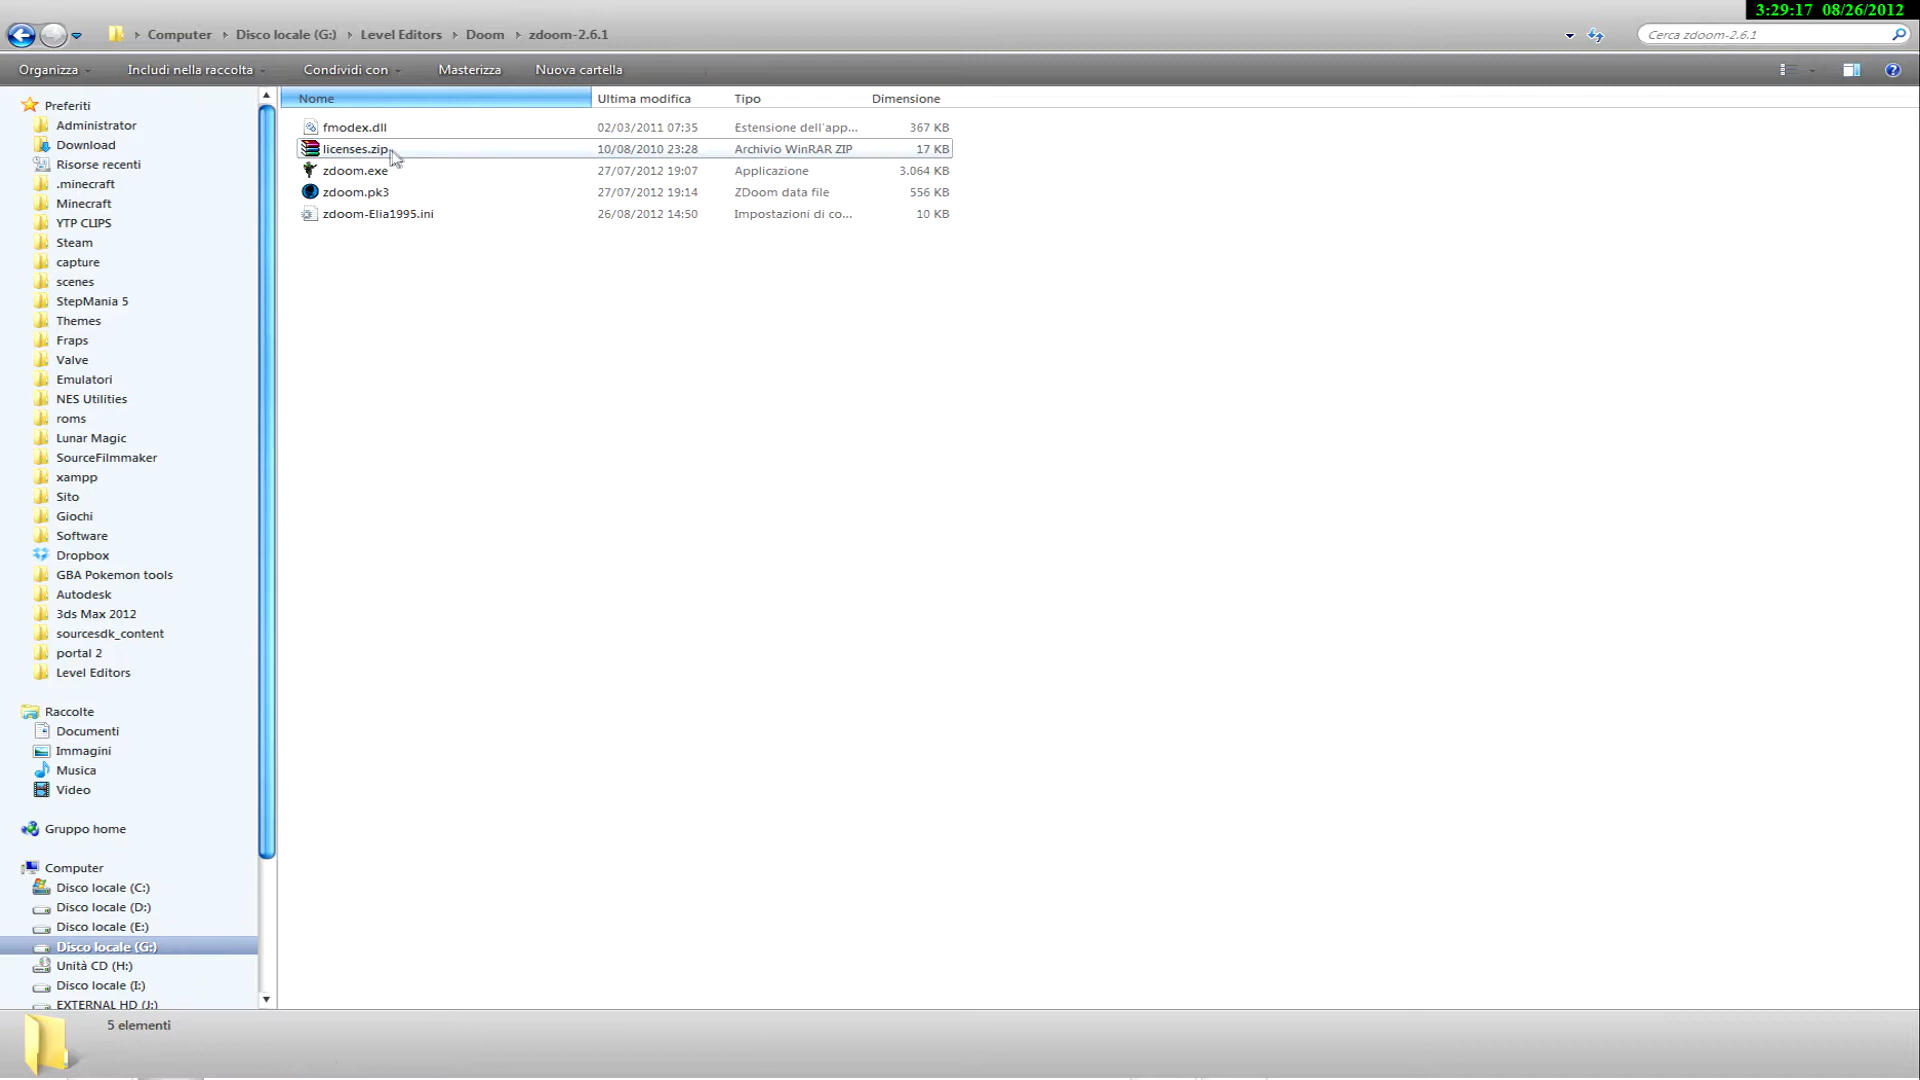 3:29:17 08/26/2012
Computer Disco locale (G:) Level Editors Doom zdoom-2.6.1
Cerca zdoom-2.6.1
Organizza Includi nella raccolta Condividi con Masterizza Nuova cartella
Preferiti
Administrator
Download
Risorse recenti
.minecraft
Minecraft
YTP CLIPS
Steam
capture
scenes
StepMania 5
Themes
Fraps
Valve
Emulatori
NES Utilities
roms
Lunar Magic
SourceFilmmaker
xampp
Sito
Giochi
Software
Dropbox
GBA Pokemon tools
Autodesk
3ds Max 2012
sourcesdk_content
portal 2
Level Editors
Raccolte
Documenti
Immagini
Musica
Video
Gruppo home
Computer
Disco locale (C:)
Disco locale (D:)
Disco locale (E:)
Disco locale (G:)
Unità CD (H:)
Disco locale (I:)
EXTERNAL HD (J:)
Nome Ultima modifica Tipo Dimensione
fmodex.dll 02/03/2011 07:35 Estensione dell'app... 367 KB
licenses.zip 10/08/2010 23:28 Archivio WinRAR ZIP 17 KB
zdoom.exe 27/07/2012 19:07 Applicazione 3.064 KB
zdoom.pk3 27/07/2012 19:14 ZDoom data file 556 KB
zdoom-Elia1995.ini 26/08/2012 14:50 Impostazioni di co... 10 KB
5 elementi